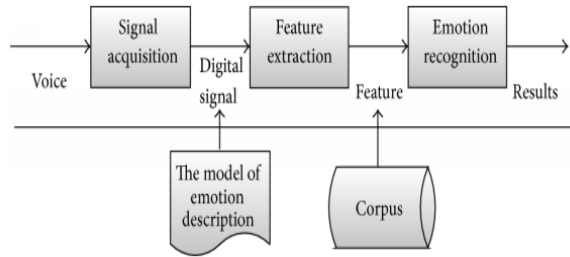 Signal
acquisition
Feature
extraction
Emotion
recognition
Voice
Digital
signal
Feature
Results
The model of
emotion
description
Corpus